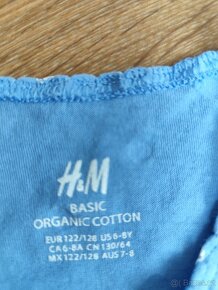 H&M
BASIC
ORGANIC COTTON
EUR 122/128 US 6-8Y
CA 6-8A CN 130/64
MX 122/128 AUS 7-8